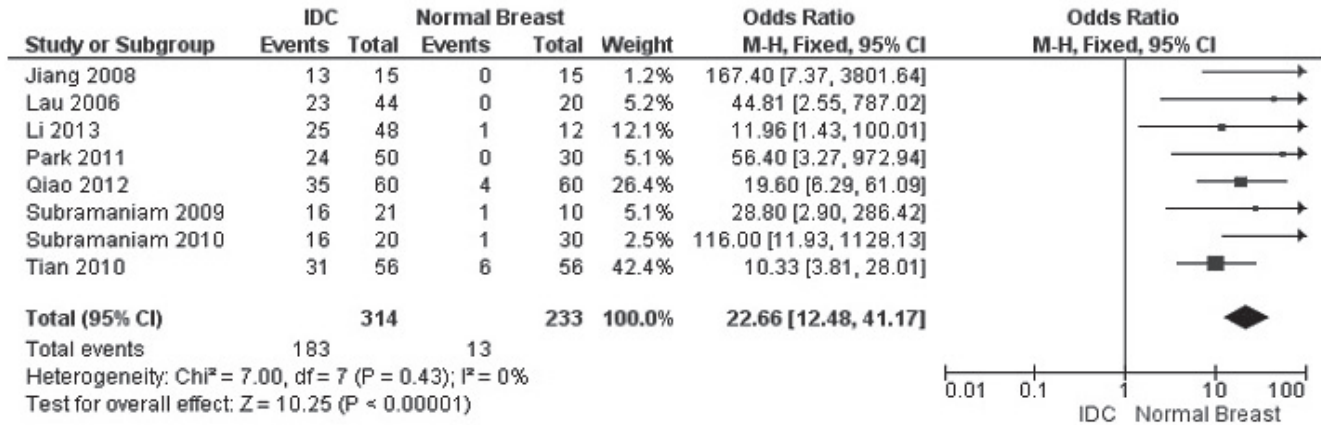 IDC Normal Breast Odds Ratio Odds Ratio
Study or Subgroup Events Total Events Total Weight M-H, Fixed, 95% CI M-H, Fixed, 95% CI
Jiang 2008 13 15 0 15 1.2% 167.40 [7.37, 3801.64]
Lau 2006 23 44 0 20 5.2% 44.81 [2.55, 787.02]
Li 2013 25 48 1 12 12.1% 11.96 [1.43, 100.01]
Park 2011 24 50 0 30 5.1% 56.40 [3.27, 972.94]
Qiao 2012 35 60 4 60 26.4% 19.60 [6.29, 61.09]
Subramaniam 2009 16 21 1 10 5.1% 28.80 [2.90, 286.42]
Subramaniam 2010 16 20 1 30 2.5% 116.00 [11.93, 1128.13]
Tian 2010 31 56 6 56 42.4% 10.33 [3.81, 28.01]
Total (95% CI) 314 233 100.0% 22.66 [12.48, 41.17]
Total events 183 13
Heterogeneity: Chi² = 7.00, df = 7 (P = 0.43); I² = 0%
Test for overall effect: Z = 10.25 (P < 0.00001)
0.01 0.1 1 10 100
IDC Normal Breast